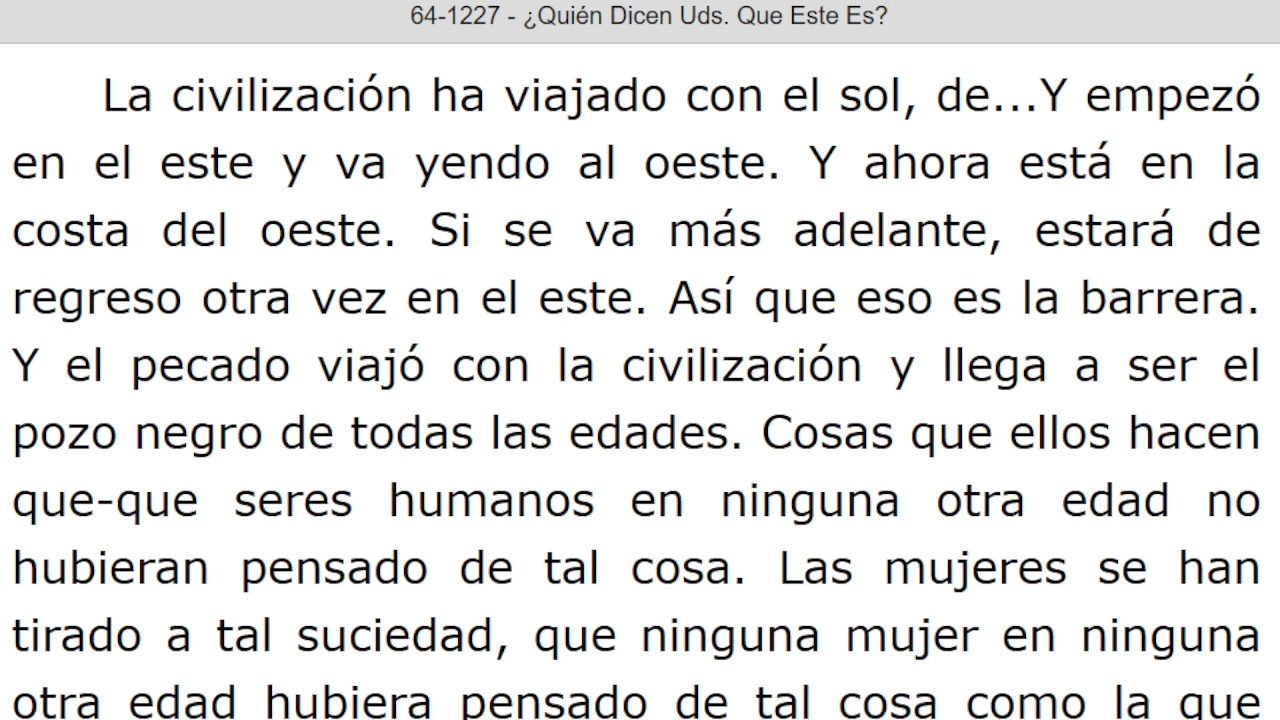 64-1227 - ¿Quién Dicen Uds. Que Este Es?
La civilización ha viajado con el sol, de...Y empezó
en el este y va yendo al oeste. Y ahora está en la
costa del oeste. Si se va más adelante, estará de
regreso otra vez en el este. Así que eso es la barrera.
Y el pecado viajó con la civilización y llega a ser el
pozo negro de todas las edades. Cosas que ellos hacen
que-que seres humanos en ninguna otra edad no
hubieran pensado de tal cosa. Las mujeres se han
tirado a tal suciedad, que ninguna mujer en ninguna
otra edad hubiera pensado de tal cosa como la que